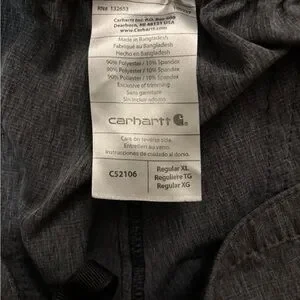 RN# 132653
Carhartt Inc. P.O. Box 600
Dearborn, MI 48121 USA
www.Carhartt.com
Made in Bangladesh
Fabriqué au Bangladesh
Hecho en Bangladesh
90% Polyester / 10% Spandex
90% Polyester / 10% Spandex
90% Poliéster / 10% Spandex
Exclusive of trimming
Sans garniture
Sin incluir adorno
carhartt
Care on reverse side.
Entretien au verso.
Instrucciones de cuidado al dorso.
C52106
Regular XL
Regulière TG
Regular XG